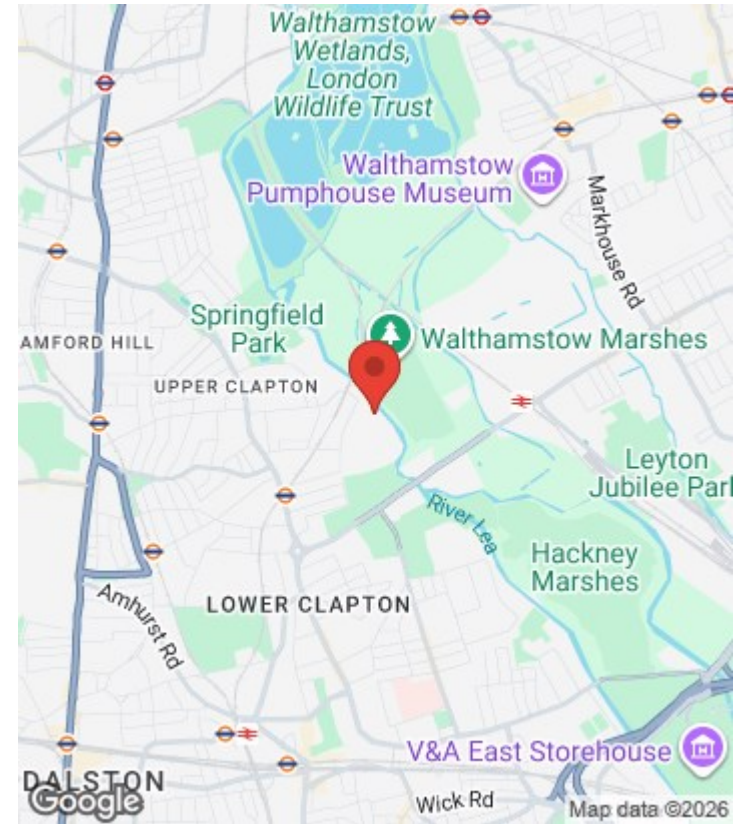 Walthamstow
Wetlands,
London
Wildlife Trust
Walthamstow
Pumphouse Museum
Markhouse Rd
Springfield
Park
AMFORD HILL
Walthamstow Marshes
UPPER CLAPTON
Leyton
Jubilee Park
River Lea
Hackney
Marshes
Amhurst Rd
LOWER CLAPTON
V&A East Storehouse
DALSTON
Google
Wick Rd
Map data ©2026